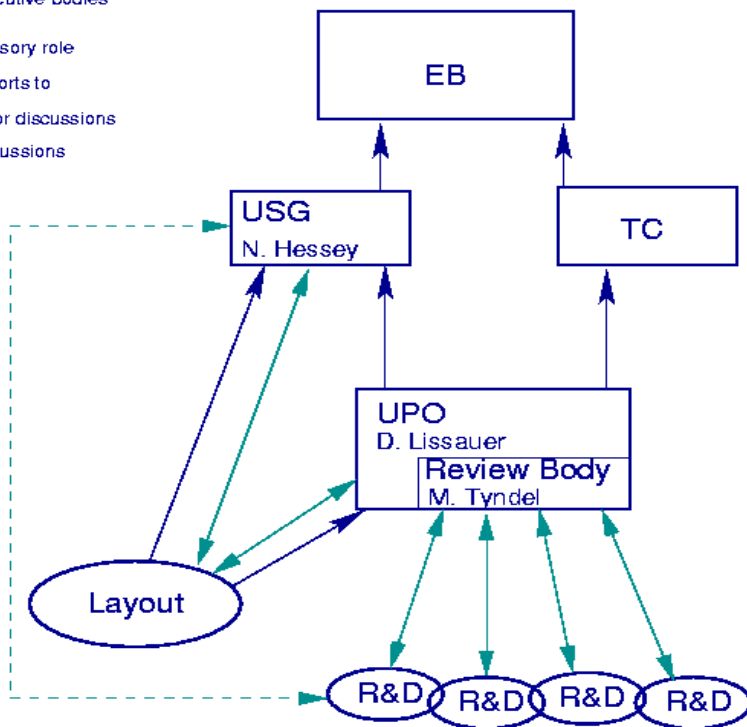 sory role
orts to
or discussions
ussions
EB
USG
N. Hessey
TC
UPO
D. Lissauer
Review Body
M. Tyndel
Layout
R&D
R&D
R&D
R&D